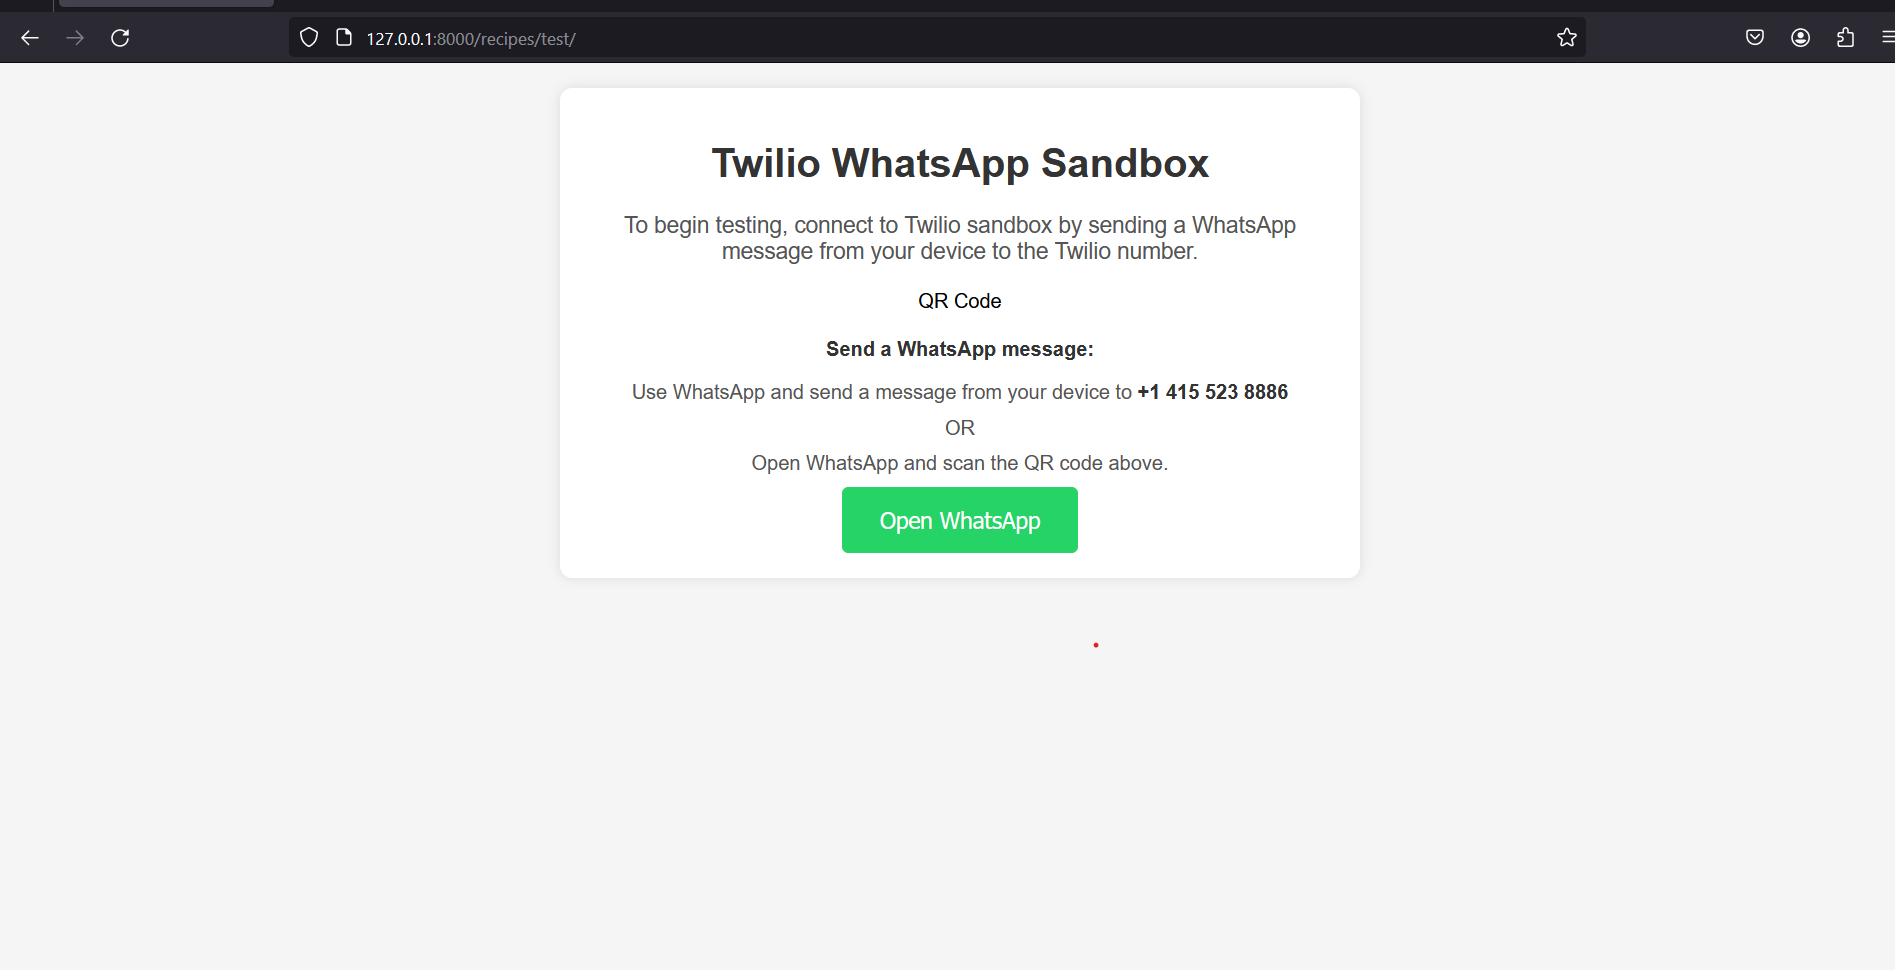 127.0.0.1:8000/recipes/test/
Twilio WhatsApp Sandbox
To begin testing, connect to Twilio sandbox by sending a WhatsApp
message from your device to the Twilio number.
QR Code
Send a WhatsApp message:
Use WhatsApp and send a message from your device to +1 415 523 8886
OR
Open WhatsApp and scan the QR code above.
Open WhatsApp